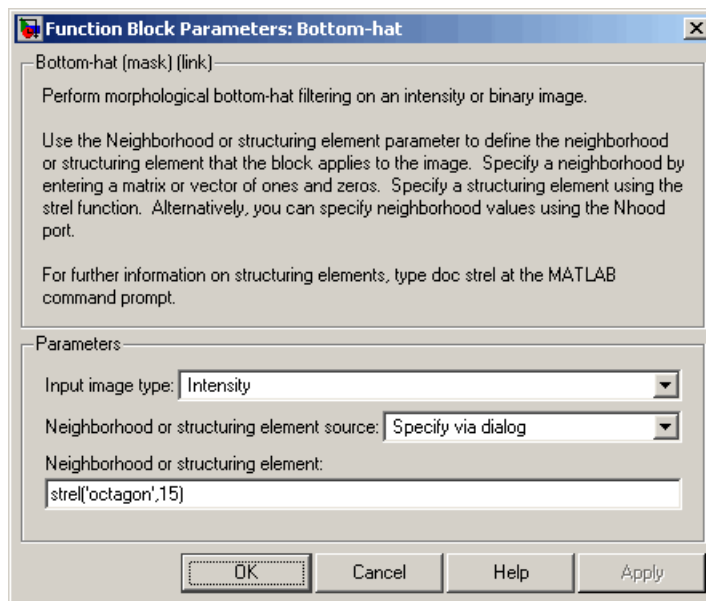 Function Block Parameters: Bottom-hat
Bottom-hat (mask) (link)
Perform morphological bottom-hat filtering on an intensity or binary image.
Use the Neighborhood or structuring element parameter to define the neighborhood
or structuring element that the block applies to the image.  Specify a neighborhood by
entering a matrix or vector of ones and zeros.  Specify a structuring element using the
strel function.  Alternatively, you can specify neighborhood values using the Nhood
port.
For further information on structuring elements, type doc strel at the MATLAB
command prompt.
Parameters
Input image type: Intensity
Neighborhood or structuring element source: Specify via dialog
Neighborhood or structuring element:
strel('octagon',15)
OK Cancel Help Apply